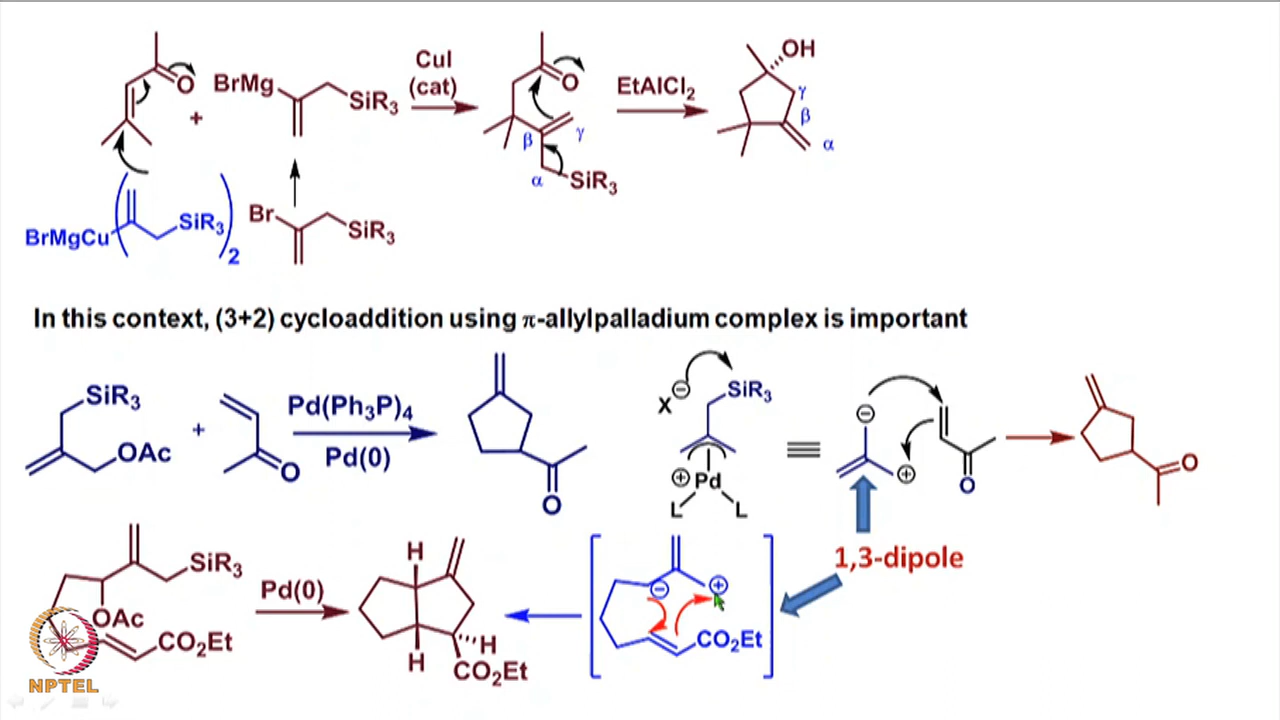 OH
O
BrMg
SiR3
+
CuI
(cat)
O
EtAlCl2
γ
β
α
β
γ
α
SiR3
BrMgCu
SiR3
2
Br
SiR3
In this context, (3+2) cycloaddition using π-allylpalladium complex is important
SiR3
OAc
+
O
Pd(Ph3P)4
Pd(0)
O
X⊖
SiR3
⊕Pd
L L
≡
⊖
⊕
O
O
1,3-dipole
SiR3
OAc
CO2Et
Pd(0)
H
H
H
CO2Et
⊖
⊕
CO2Et
NPTEL